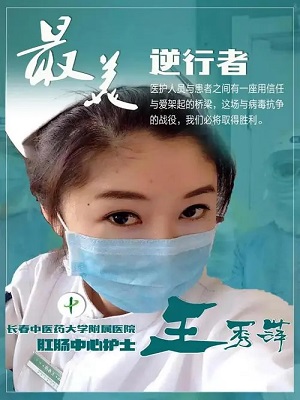 最美
逆行者
医护人员与患者之间有一座用信任
与爱架起的桥梁，这场与病毒抗争
的战役，我们必将取得胜利。
长春中医药大学附属医院
肛肠中心护士
王秀萍